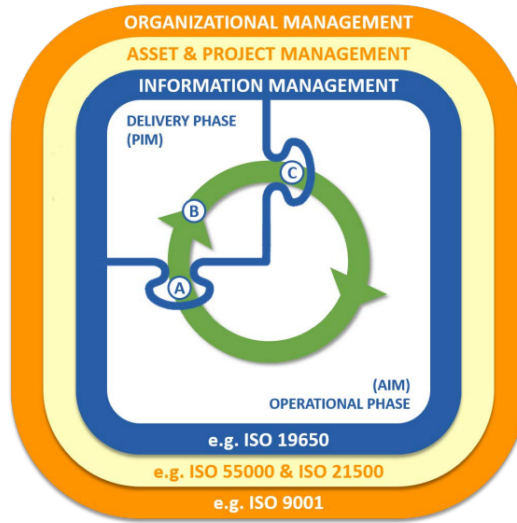 ORGANIZATIONAL MANAGEMENT
ASSET & PROJECT MANAGEMENT
INFORMATION MANAGEMENT
DELIVERY PHASE
(PIM)
C
B
A
(AIM)
OPERATIONAL PHASE
e.g. ISO 19650
e.g. ISO 55000 & ISO 21500
e.g. ISO 9001